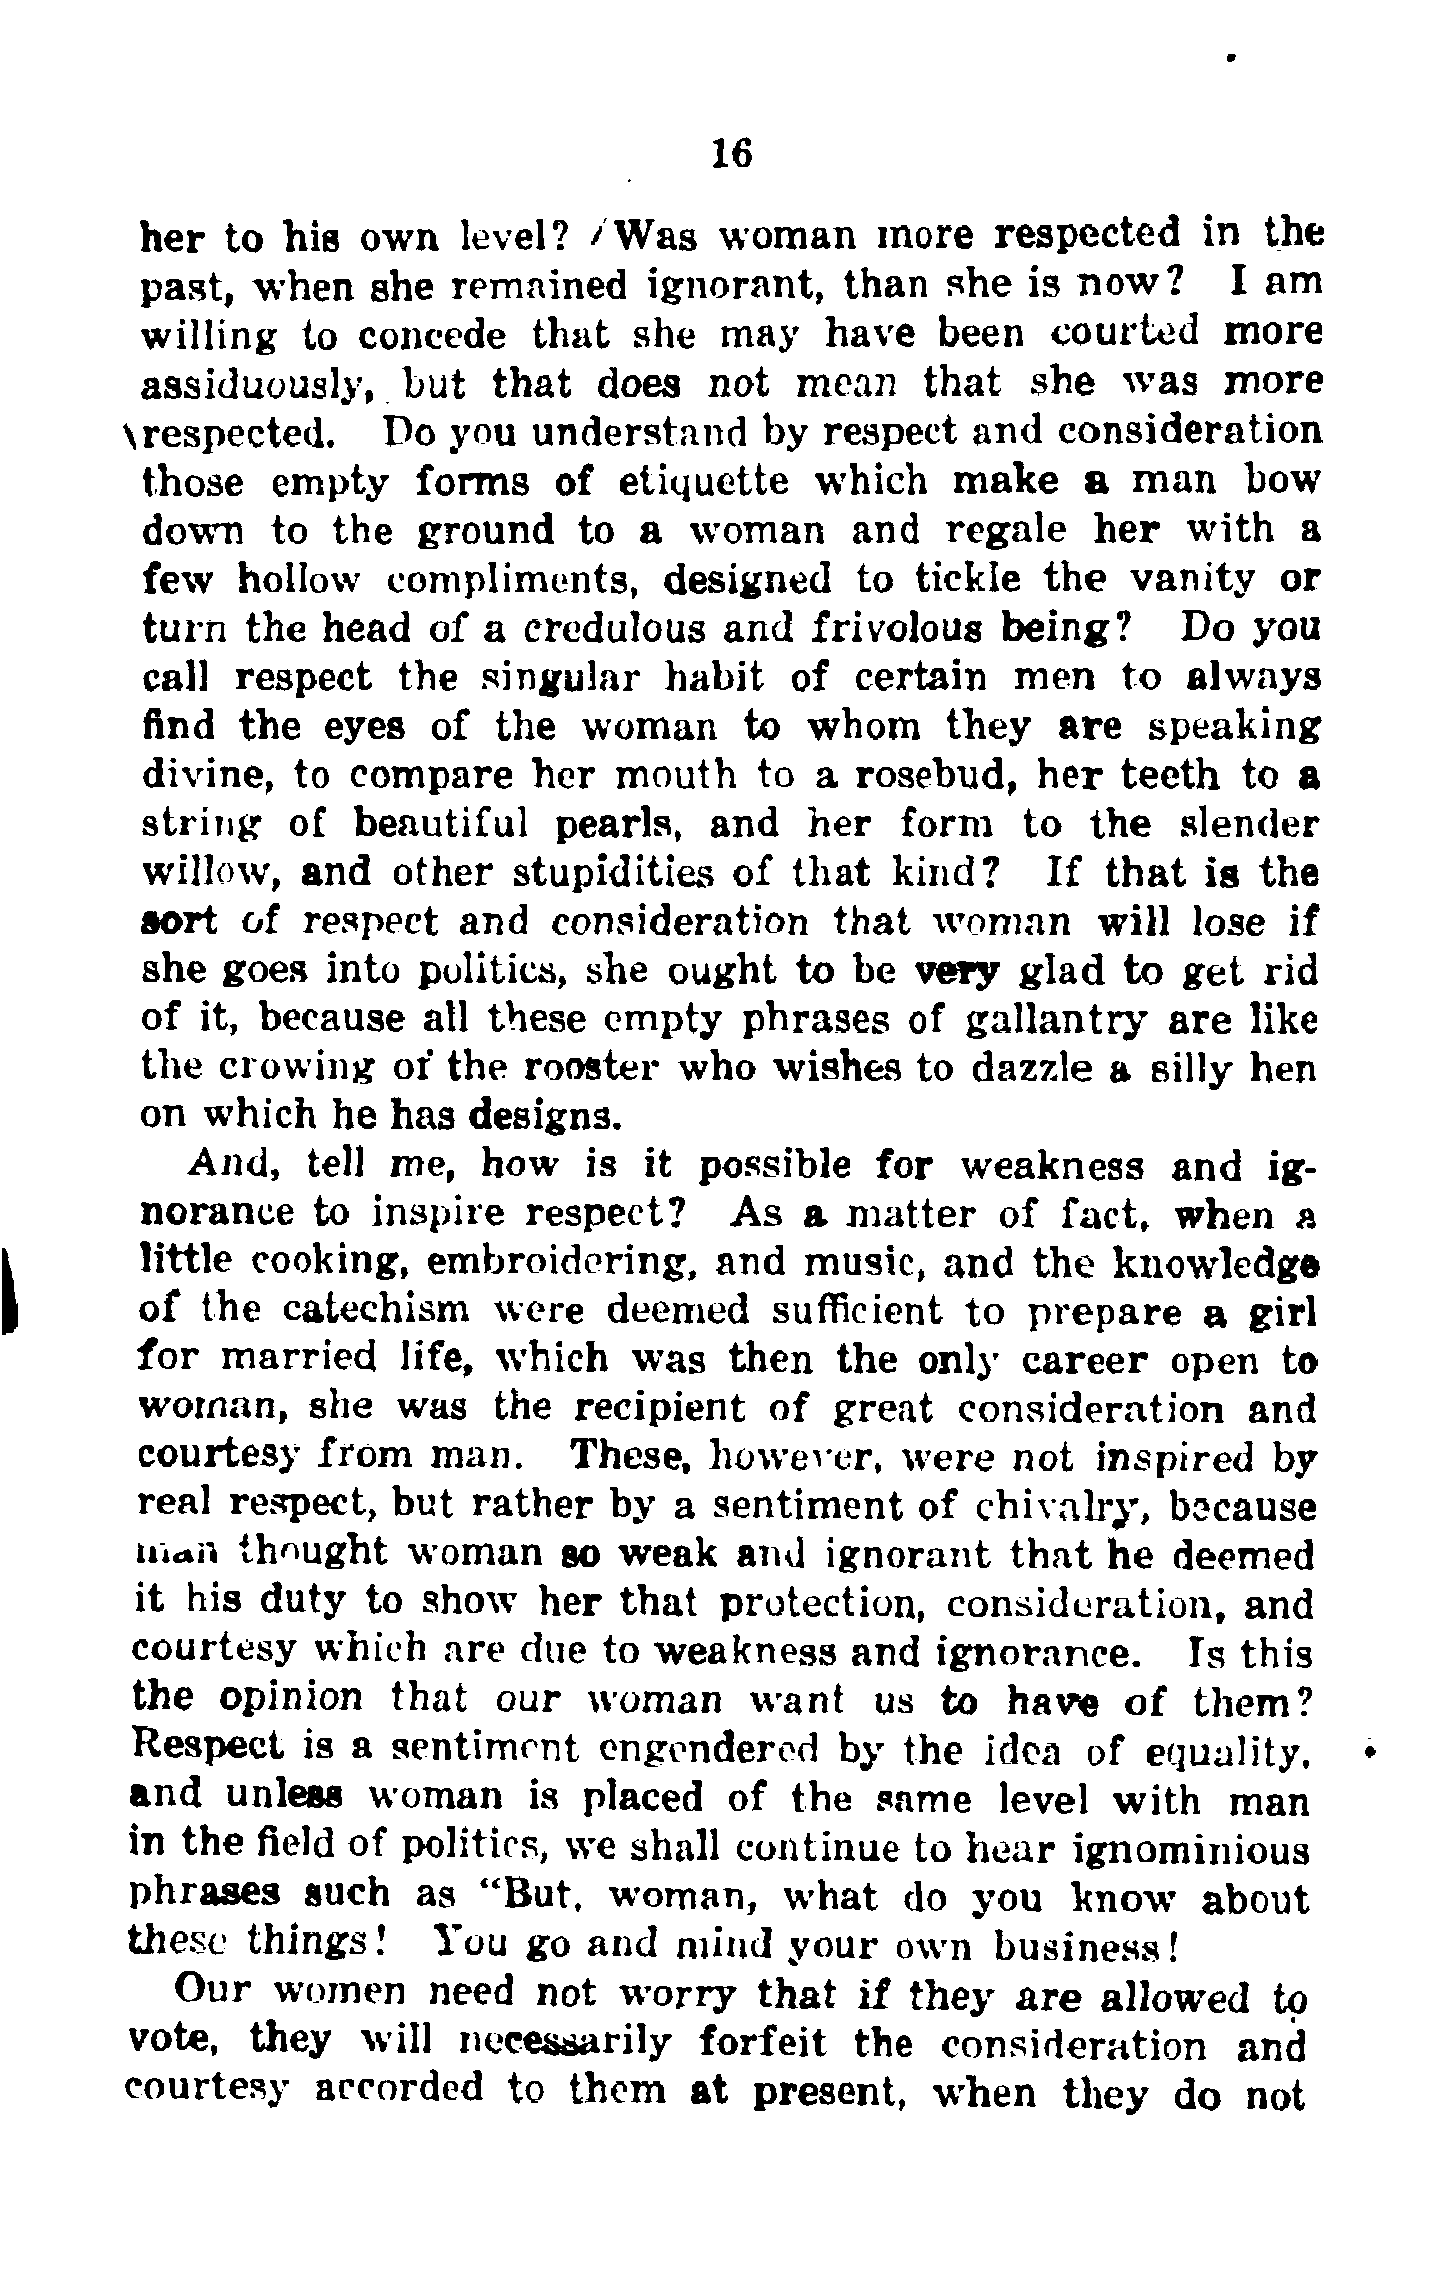 16
her to his own level? /Was woman more respected in the
past, when she remained ignorant, than she is now? I am
willing to concede that she may have been courted more
assiduously, but that does not mean that she was more
\respected. Do you understand by respect and consideration
those empty forms of etiquette which make a man bow
down to the ground to a woman and regale her with a
few hollow compliments, designed to tickle the vanity or
turn the head of a credulous and frivolous being? Do you
call respect the singular habit of certain men to always
find the eyes of the woman to whom they are speaking
divine, to compare her mouth to a rosebud, her teeth to a
string of beautiful pearls, and her form to the slender
willow, and other stupidities of that kind? If that is the
sort of respect and consideration that woman will lose if
she goes into politics, she ought to be very glad to get rid
of it, because all these empty phrases of gallantry are like
the crowing of the rooster who wishes to dazzle a silly hen
on which he has designs.
And, tell me, how is it possible for weakness and ig-
norance to inspire respect? As a matter of fact, when a
little cooking, embroidering, and music, and the knowledge
of the catechism were deemed sufficient to prepare a girl
for married life, which was then the only career open to
woman, she was the recipient of great consideration and
courtesy from man. These, however, were not inspired by
real respect, but rather by a sentiment of chivalry, because
man thought woman so weak and ignorant that he deemed
it his duty to show her that protection, consideration, and
courtesy which are due to weakness and ignorance. Is this
the opinion that our woman want us to have of them?
Respect is a sentiment engendered by the idea of equality,
and unless woman is placed of the same level with man
in the field of politics, we shall continue to hear ignominious
phrases such as "But, woman, what do you know about
these things! You go and mind your own business!
Our women need not worry that if they are allowed to
vote, they will necessarily forfeit the consideration and
courtesy accorded to them at present, when they do not